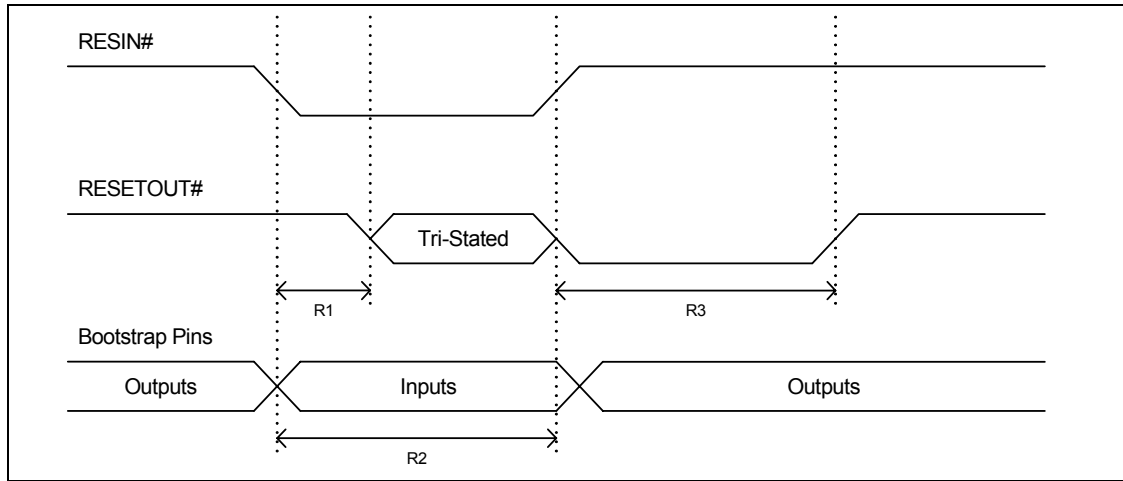 RESIN#
RESETOUT#
Tri-Stated
R1
R3
Bootstrap Pins
Outputs
Inputs
Outputs
R2